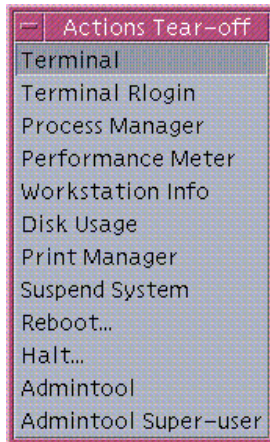 Actions Tear-off
Terminal
Terminal Rlogin
Process Manager
Performance Meter
Workstation Info
Disk Usage
Print Manager
Suspend System
Reboot...
Halt...
Admintool
Admintool Super-user